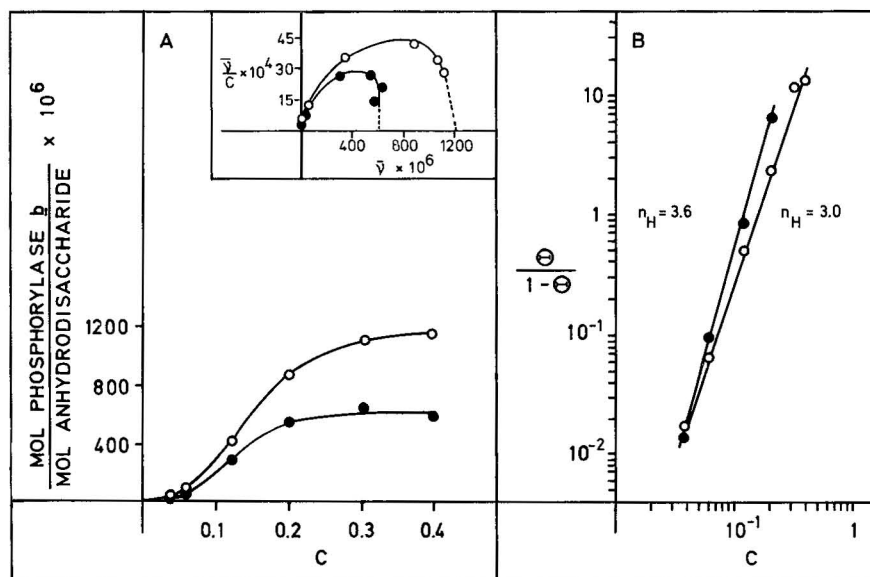 A
MOL PHOSPHORYLASE b
MOL ANHYDRODISACCHARIDE
× 10⁶
1200
800
400
0.1 0.2 0.3 0.4
C
45
30
15
ν̄
C
× 10⁴
400 800 1200
ν̄ × 10⁶
B
Θ
1 - Θ
10
1
10⁻¹
10⁻²
nH = 3.6
nH = 3.0
10⁻¹ 1
C